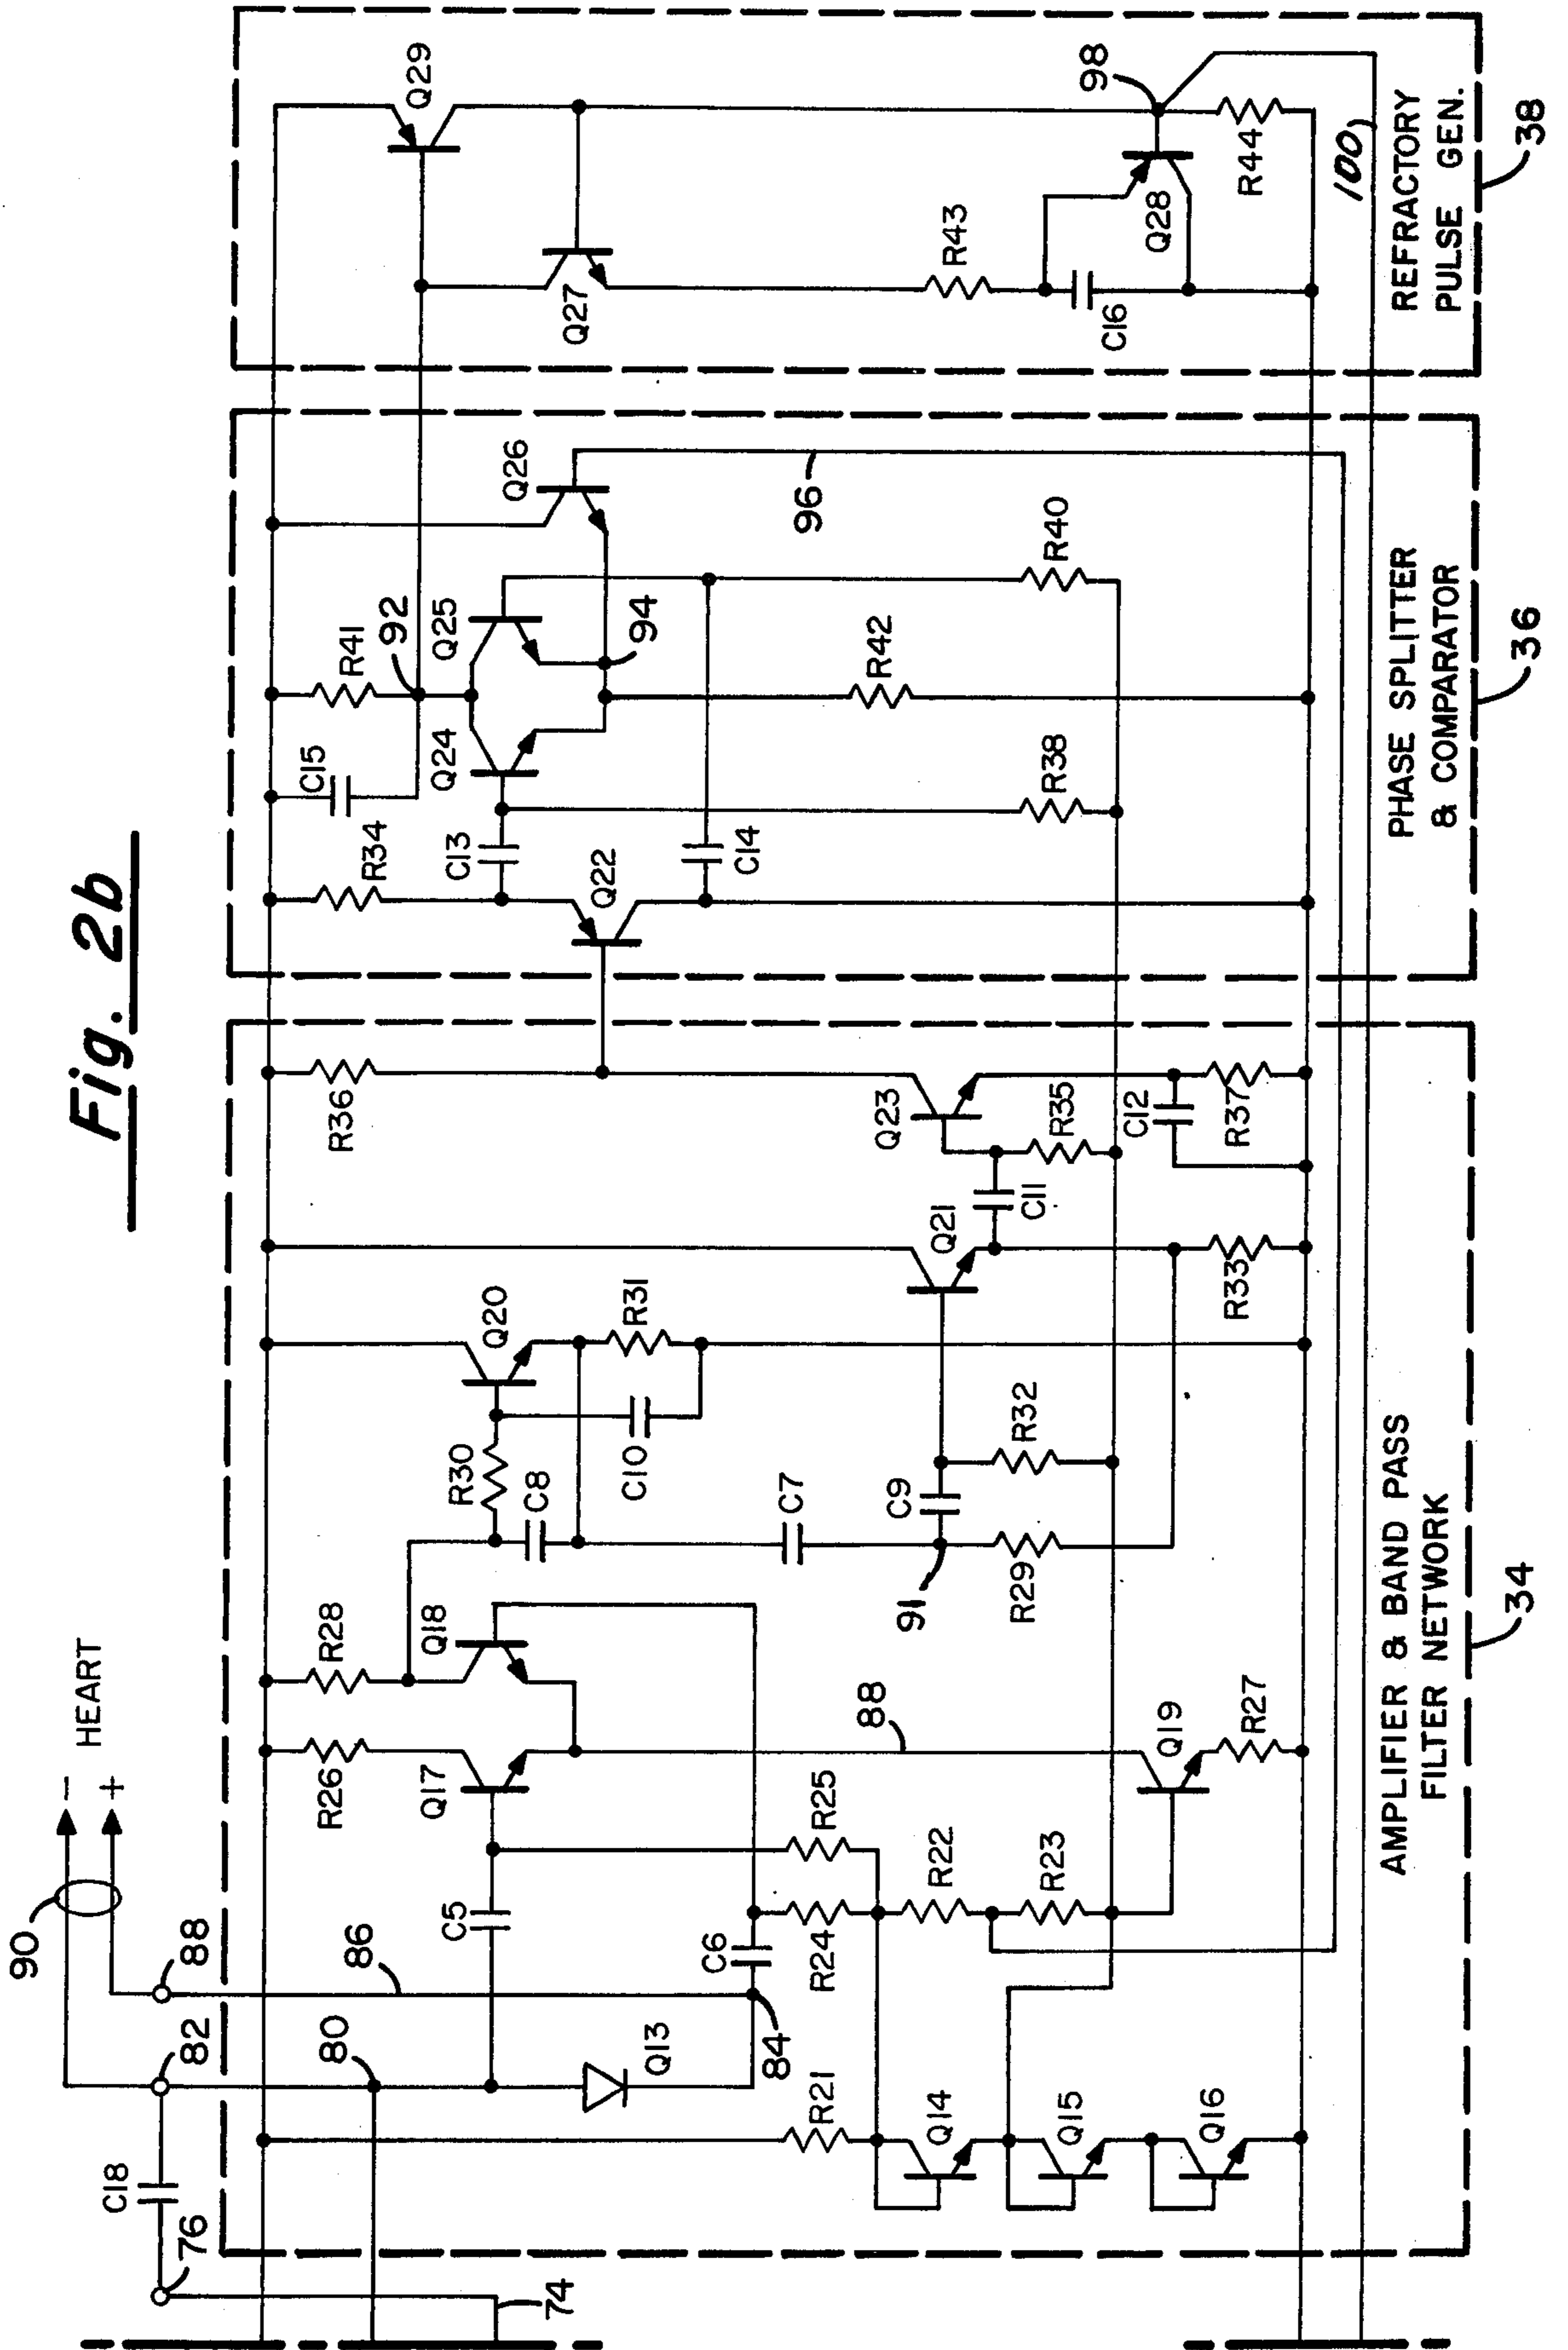 Fig. 2b
HEART
-
+
90
88
82
86
80
76
C18
74
84
Q13
C5
C6
R21
R24
R25
R22
R23
Q14
Q15
Q16
R26
R28
Q17
Q18
88
Q19
R27
R30
C8
C10
Q20
R31
C7
C9
91
R29
R32
Q21
C11
R33
R35
Q23
C12
R37
R36
AMPLIFIER & BAND PASS
FILTER NETWORK
34
R34
C15
R41
92
C13
Q24
Q25
Q26
Q22
C14
94
R42
R38
R40
96
PHASE SPLITTER
& COMPARATOR
36
Q29
Q27
R43
C16
Q28
98
R44
100
REFRACTORY
PULSE GEN.
38